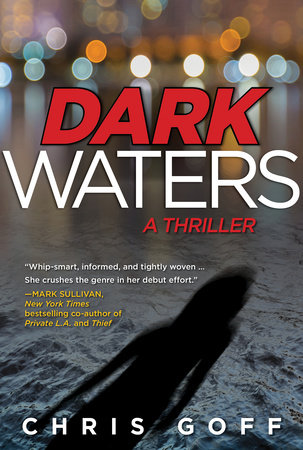 DARK
WATERS
A THRILLER
“Whip-smart, informed, and tightly woven ...
She crushes the genre in her debut effort.”
—MARK SULLIVAN,
New York Times
bestselling co-author of
Private L.A. and Thief
CHRIS GOFF